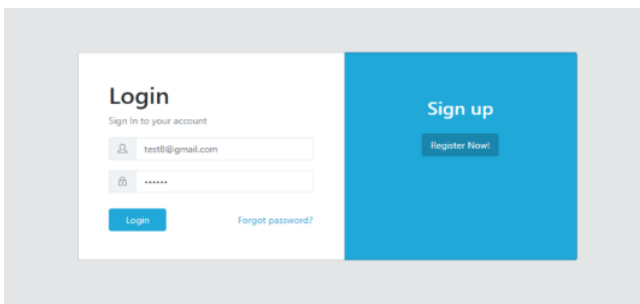 Login
Sign In to your account
test8@gmail.com
••••••
Login
Forgot password?
Sign up
Register Now!